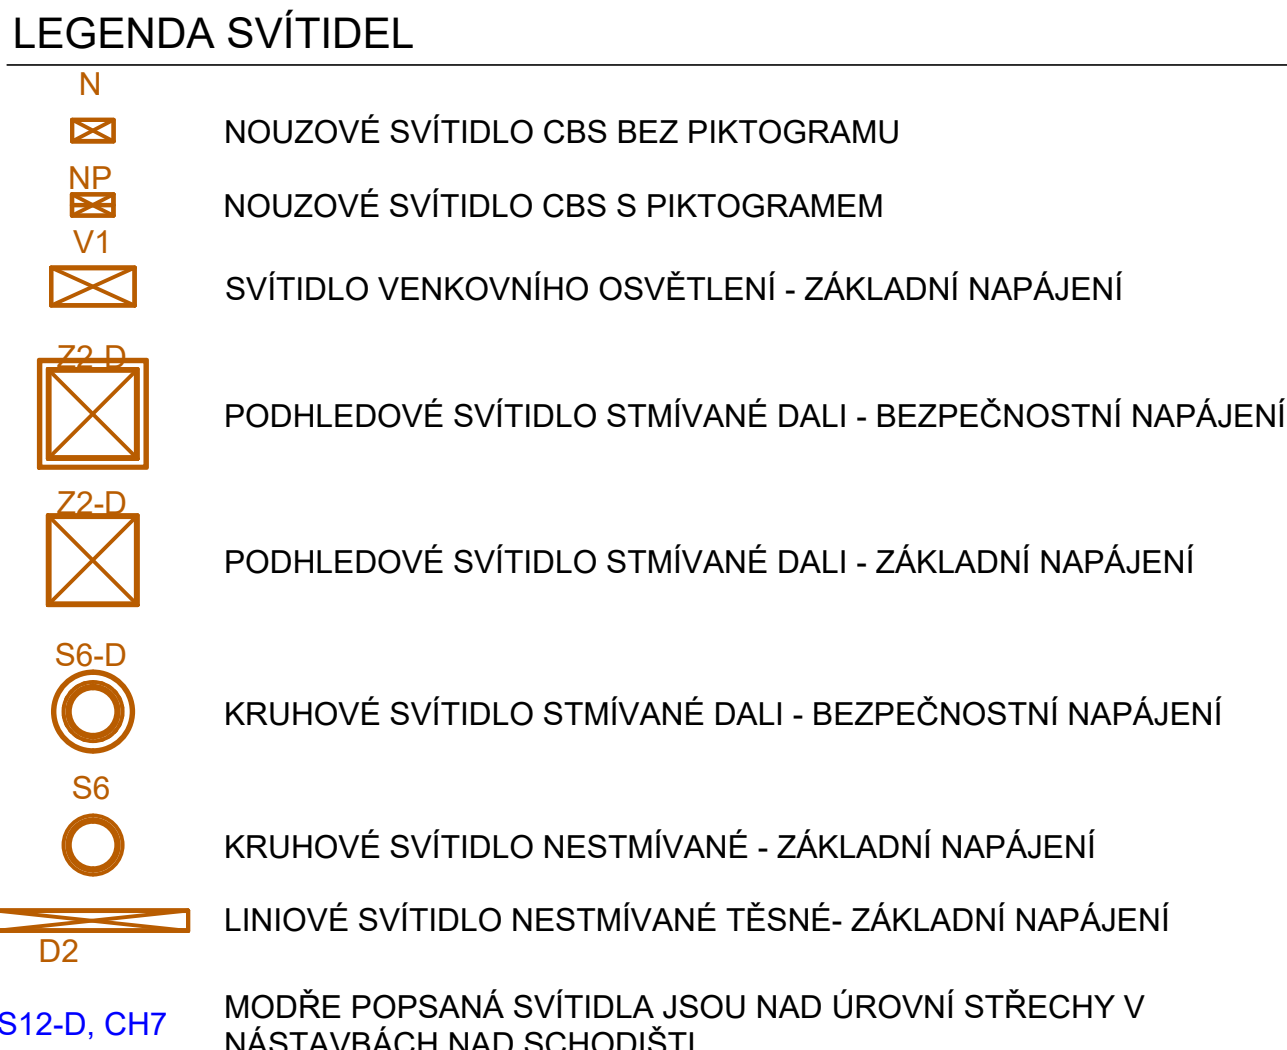 LEGENDA SVÍTIDEL
N
NOUZOVÉ SVÍTIDLO CBS BEZ PIKTOGRAMU
NP
NOUZOVÉ SVÍTIDLO CBS S PIKTOGRAMEM
V1
SVÍTIDLO VENKOVNÍHO OSVĚTLENÍ - ZÁKLADNÍ NAPÁJENÍ
Z2-D
PODHLEDOVÉ SVÍTIDLO STMÍVANÉ DALI - BEZPEČNOSTNÍ NAPÁJENÍ
Z2-D
PODHLEDOVÉ SVÍTIDLO STMÍVANÉ DALI - ZÁKLADNÍ NAPÁJENÍ
S6-D
KRUHOVÉ SVÍTIDLO STMÍVANÉ DALI - BEZPEČNOSTNÍ NAPÁJENÍ
S6
KRUHOVÉ SVÍTIDLO NESTMÍVANÉ - ZÁKLADNÍ NAPÁJENÍ
LINIOVÉ SVÍTIDLO NESTMÍVANÉ TĚSNÉ- ZÁKLADNÍ NAPÁJENÍ
D2
S12-D, CH7
MODŘE POPSANÁ SVÍTIDLA JSOU NAD ÚROVNÍ STŘECHY V
NÁSTAVBÁCH NAD SCHODIŠTI